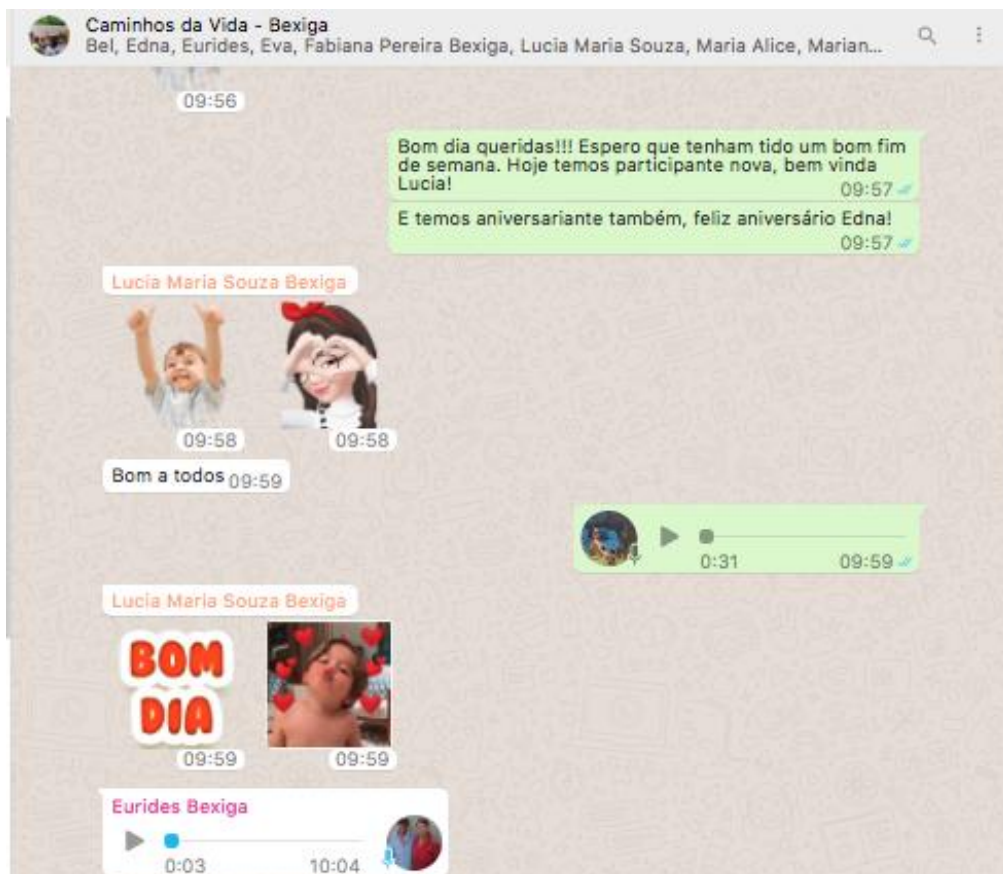 Caminhos da Vida - Bexiga
Bel, Edna, Eurides, Eva, Fabiana Pereira Bexiga, Lucia Maria Souza, Maria Alice, Marian...
09:56
Bom dia queridas!!! Espero que tenham tido um bom fim
de semana. Hoje temos participante nova, bem vinda
Lucia!
09:57
E temos aniversariante também, feliz aniversário Edna!
09:57
Lucia Maria Souza Bexiga
09:58 09:58
Bom a todos 09:59
0:31 09:59
Lucia Maria Souza Bexiga
BOM
DIA
09:59 09:59
Eurides Bexiga
0:03 10:04